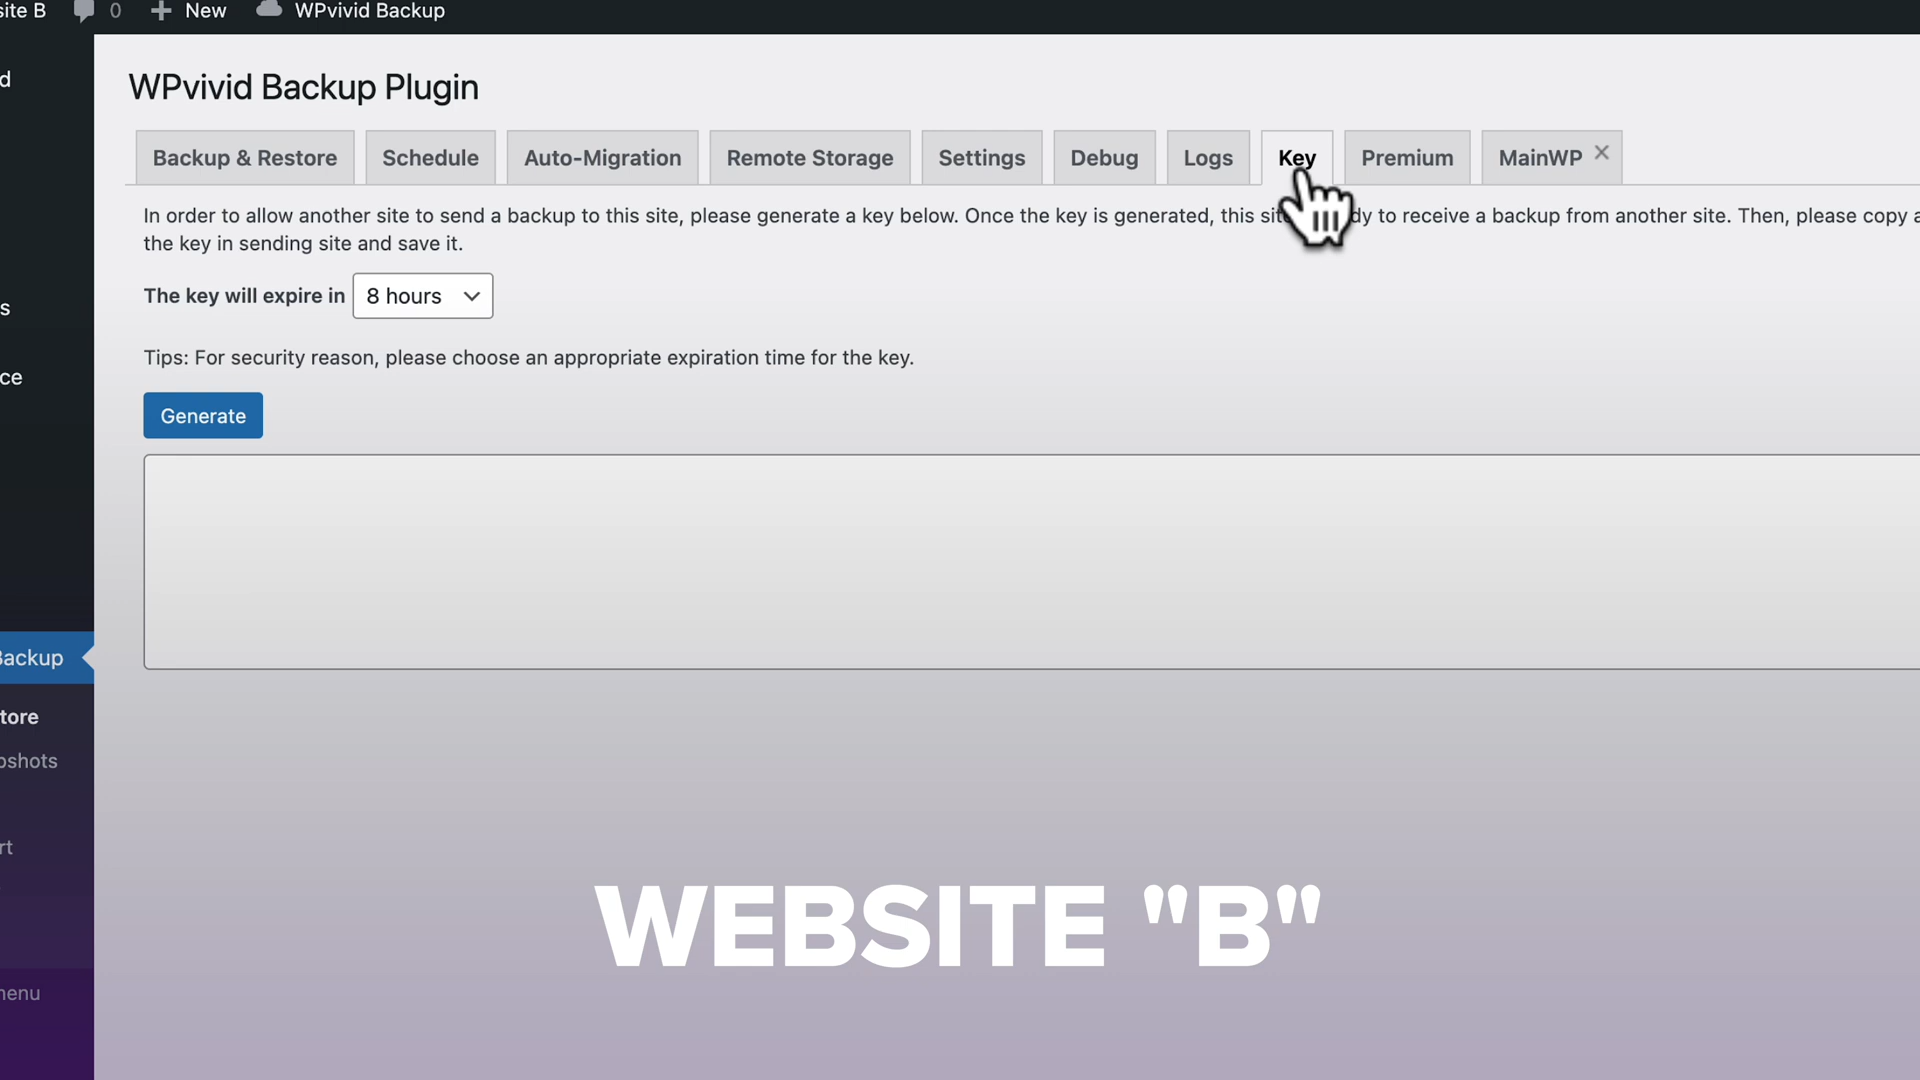 site B 0 New WPvivid Backup
WPvivid Backup Plugin
Backup & Restore Schedule Auto-Migration Remote Storage Settings Debug Logs Key Premium MainWP
In order to allow another site to send a backup to this site, please generate a key below. Once the key is generated, this dy to receive a backup from another site. Then, please copy
the key in sending site and save it.
The key will expire in 8 hours
Tips: For security reason, please choose an appropriate expiration time for the key.
Generate
Backup
tore
pshots
rt
menu
WEBSITE "B"